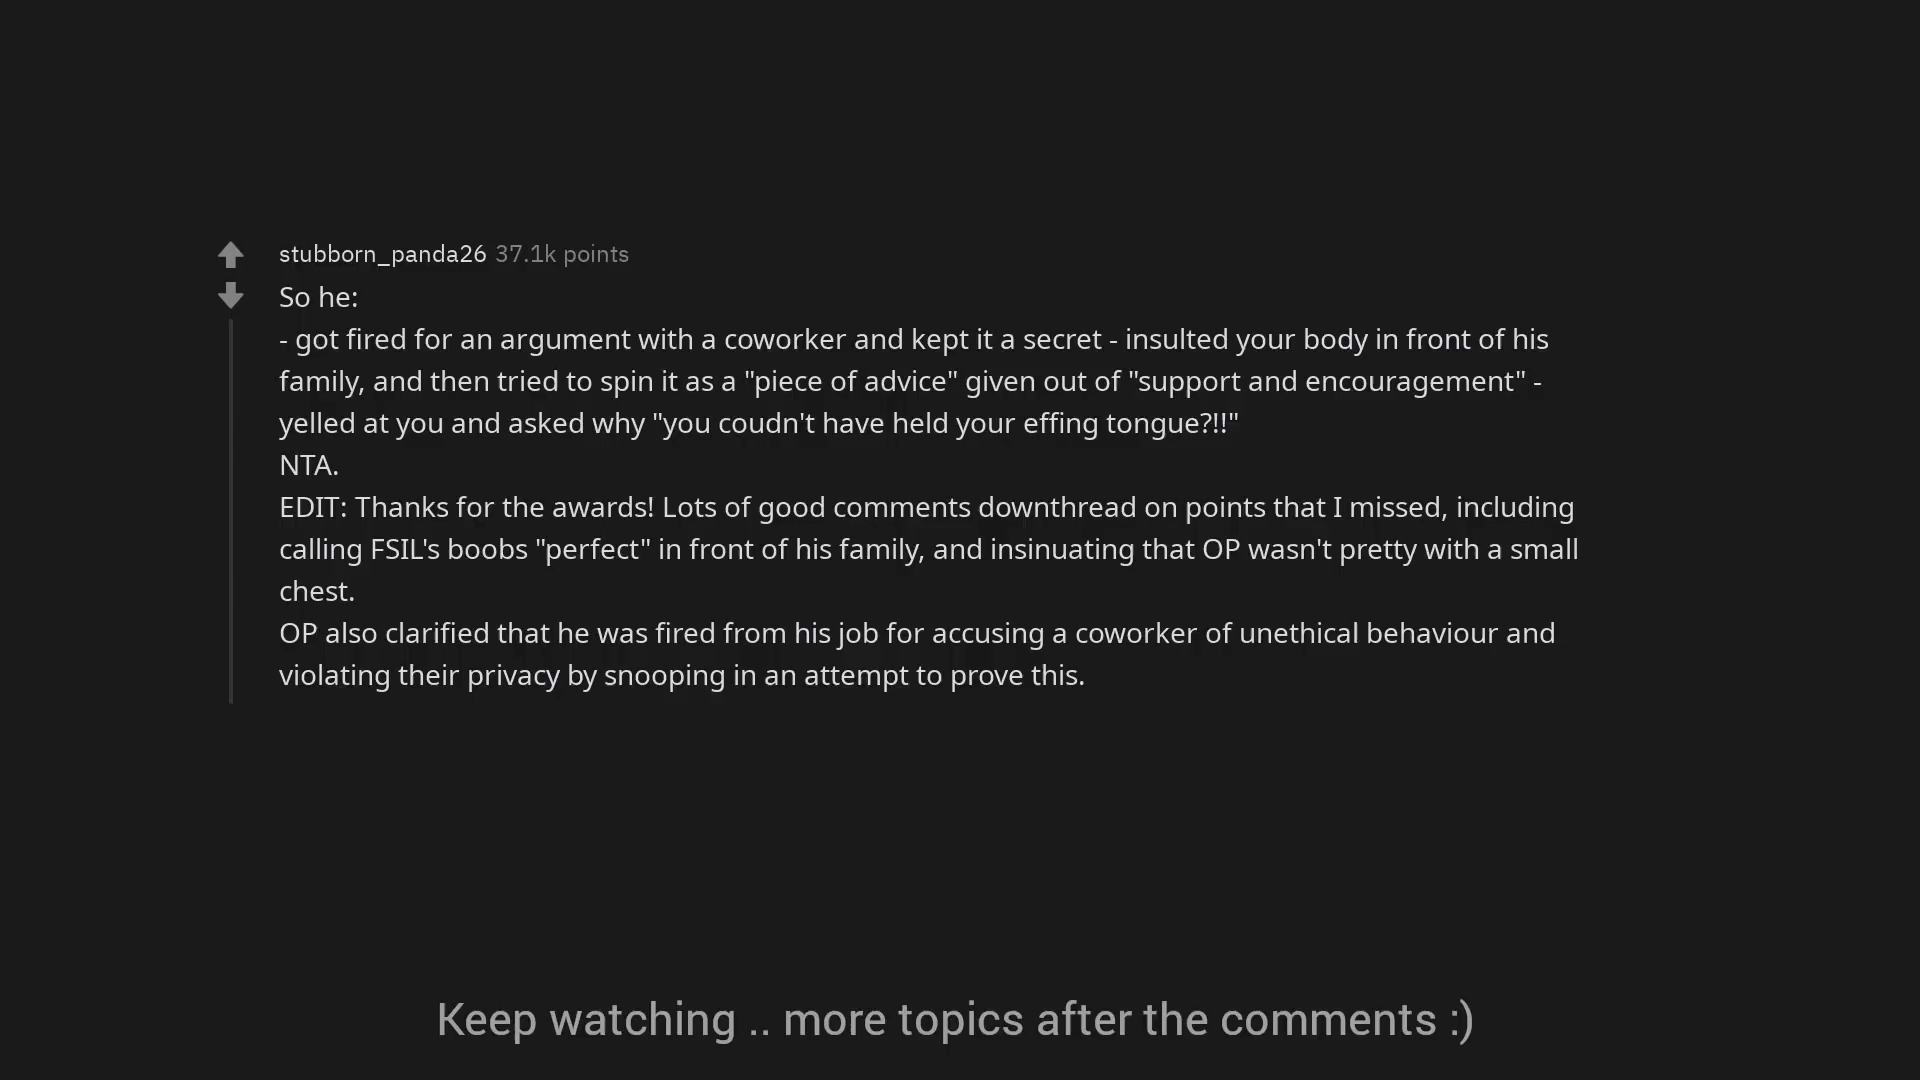 stubborn_panda26 37.1k points
So he:
- got fired for an argument with a coworker and kept it a secret - insulted your body in front of his
family, and then tried to spin it as a "piece of advice" given out of "support and encouragement" -
yelled at you and asked why "you coudn't have held your effing tongue?!!"
NTA.
EDIT: Thanks for the awards! Lots of good comments downthread on points that I missed, including
calling FSIL's boobs "perfect" in front of his family, and insinuating that OP wasn't pretty with a small
chest.
OP also clarified that he was fired from his job for accusing a coworker of unethical behaviour and
violating their privacy by snooping in an attempt to prove this.
Keep watching .. more topics after the comments :)